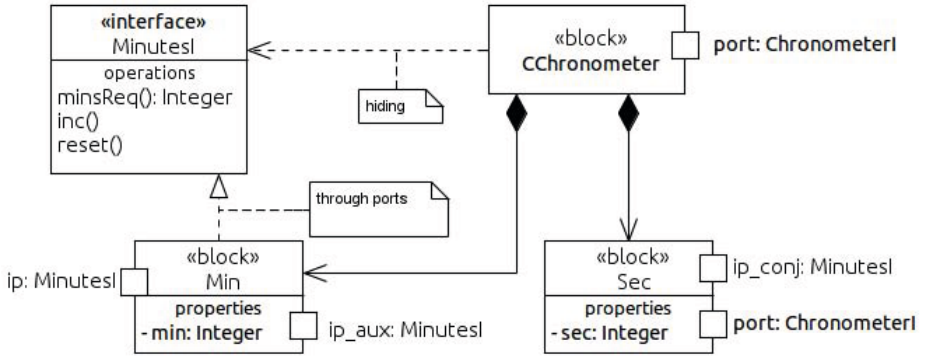 «interface»
MinutesI
operations
minsReq(): Integer
inc()
reset()
«block»
CChronometer
port: ChronometerI
hiding
through ports
ip: MinutesI
«block»
Min
properties
- min: Integer
ip_aux: MinutesI
«block»
Sec
properties
- sec: Integer
ip_conj: MinutesI
port: ChronometerI